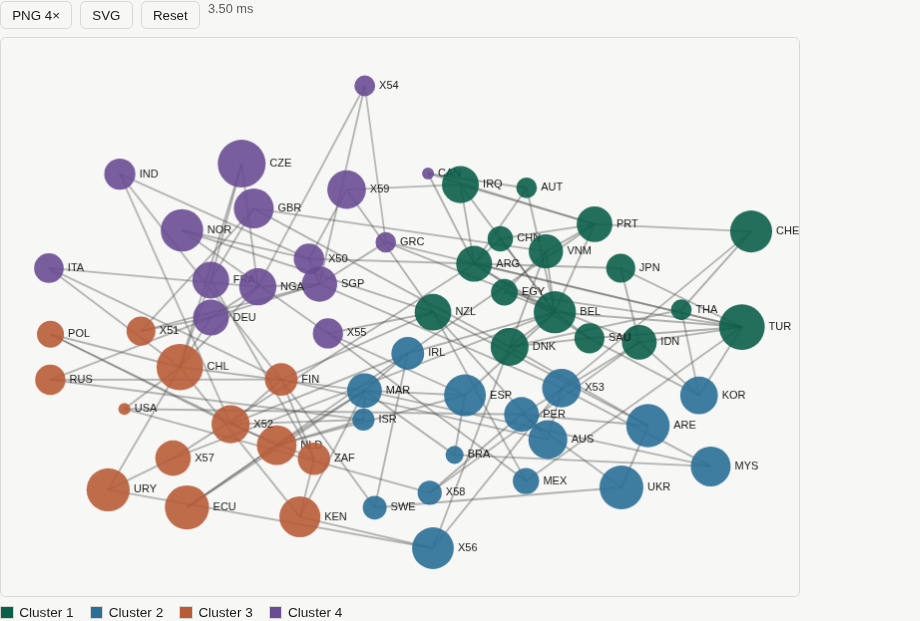 PNG 4×
SVG
Reset
3.50 ms
X54
CZE
IND
CAN
IRQ
AUT
X59
GBR
PRT
NOR
CHE
CHN
GRC
VNM
X50
ARG
ITA
JPN
FRA
NGA
SGP
EGY
NZL
BEL
THA
DEU
TUR
X51
POL
X55
SAU
IDN
DNK
IRL
CHL
RUS
FIN
MAR
X53
ESP
KOR
USA
PER
ISR
X52
ARE
AUS
NLD
X57
ZAF
BRA
MYS
MEX
URY
UKR
X58
ECU
SWE
KEN
X56
Cluster 1
Cluster 2
Cluster 3
Cluster 4